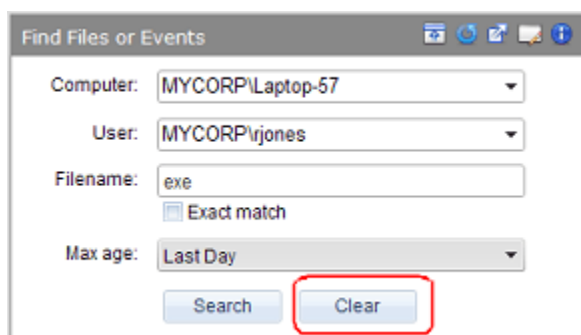 Find Files or Events
Computer: MYCORP\Laptop-57
User: MYCORP\rjones
Filename: exe
Exact match
Max age: Last Day
Search Clear